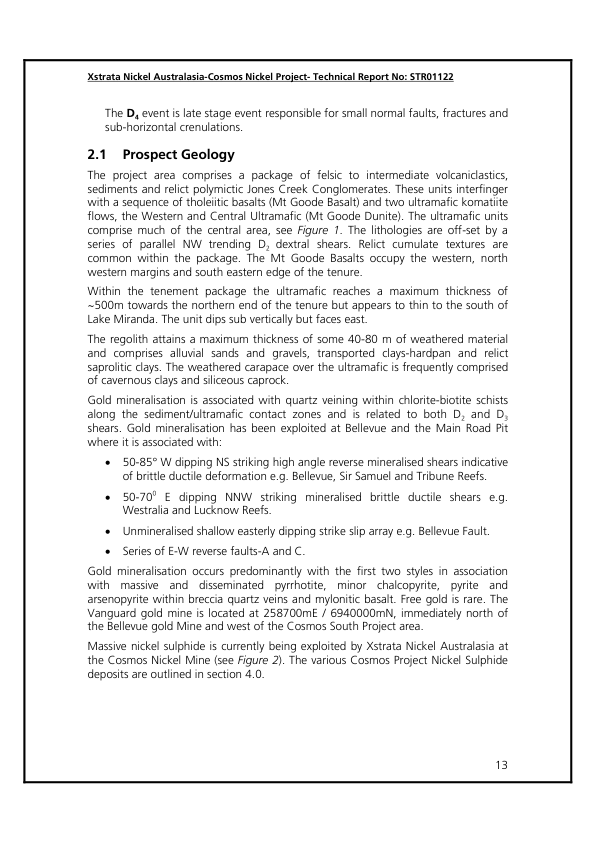 Xstrata Nickel Australasia-Cosmos Nickel Project- Technical Report No: STR01122
The D4 event is late stage event responsible for small normal faults, fractures and
sub-horizontal crenulations.
2.1 Prospect Geology
The project area comprises a package of felsic to intermediate volcaniclastics,
sediments and relict polymictic Jones Creek Conglomerates. These units interfinger
with a sequence of tholeiitic basalts (Mt Goode Basalt) and two ultramafic komatiite
flows, the Western and Central Ultramafic (Mt Goode Dunite). The ultramafic units
comprise much of the central area, see Figure 1. The lithologies are off-set by a
series of parallel NW trending D2 dextral shears. Relict cumulate textures are
common within the package. The Mt Goode Basalts occupy the western, north
western margins and south eastern edge of the tenure.
Within the tenement package the ultramafic reaches a maximum thickness of
~500m towards the northern end of the tenure but appears to thin to the south of
Lake Miranda. The unit dips sub vertically but faces east.
The regolith attains a maximum thickness of some 40-80 m of weathered material
and comprises alluvial sands and gravels, transported clays-hardpan and relict
saprolitic clays. The weathered carapace over the ultramafic is frequently comprised
of cavernous clays and siliceous caprock.
Gold mineralisation is associated with quartz veining within chlorite-biotite schists
along the sediment/ultramafic contact zones and is related to both D2 and D3
shears. Gold mineralisation has been exploited at Bellevue and the Main Road Pit
where it is associated with:
• 50-85° W dipping NS striking high angle reverse mineralised shears indicative
of brittle ductile deformation e.g. Bellevue, Sir Samuel and Tribune Reefs.
• 50-70⁰ E dipping NNW striking mineralised brittle ductile shears e.g.
Westralia and Lucknow Reefs.
• Unmineralised shallow easterly dipping strike slip array e.g. Bellevue Fault.
• Series of E-W reverse faults-A and C.
Gold mineralisation occurs predominantly with the first two styles in association
with massive and disseminated pyrrhotite, minor chalcopyrite, pyrite and
arsenopyrite within breccia quartz veins and mylonitic basalt. Free gold is rare. The
Vanguard gold mine is located at 258700mE / 6940000mN, immediately north of
the Bellevue gold Mine and west of the Cosmos South Project area.
Massive nickel sulphide is currently being exploited by Xstrata Nickel Australasia at
the Cosmos Nickel Mine (see Figure 2). The various Cosmos Project Nickel Sulphide
deposits are outlined in section 4.0.
13